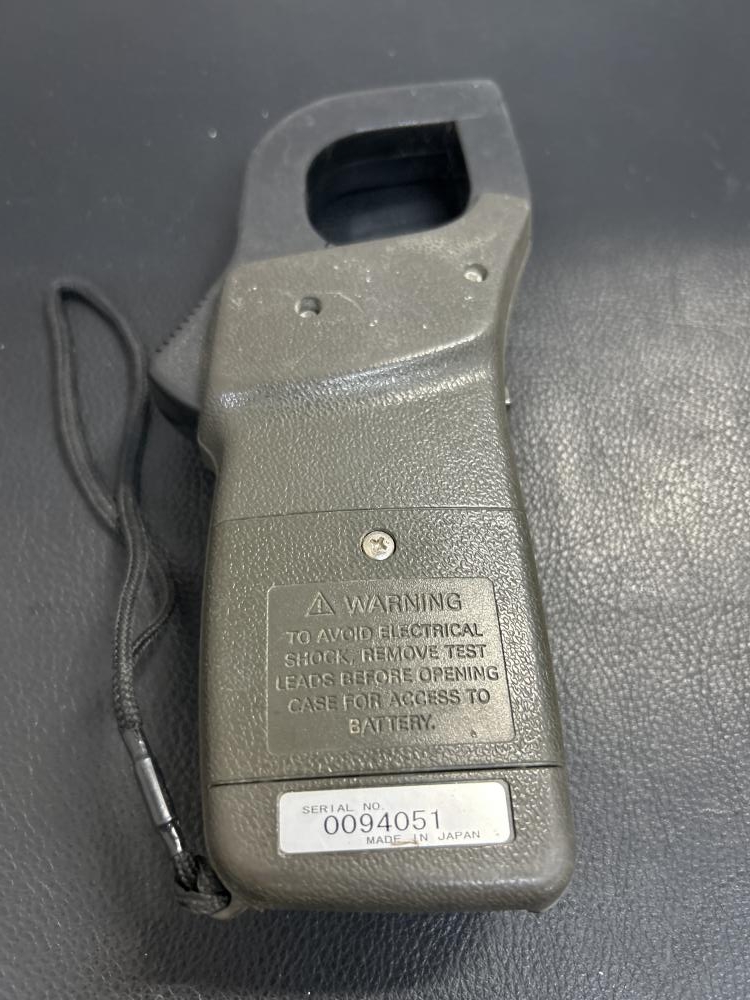 ⚠ WARNING
TO AVOID ELECTRICAL
SHOCK, REMOVE TEST
LEADS BEFORE OPENING
CASE FOR ACCESS TO
BATTERY.
SERIAL NO.
0094051
MADE IN JAPAN